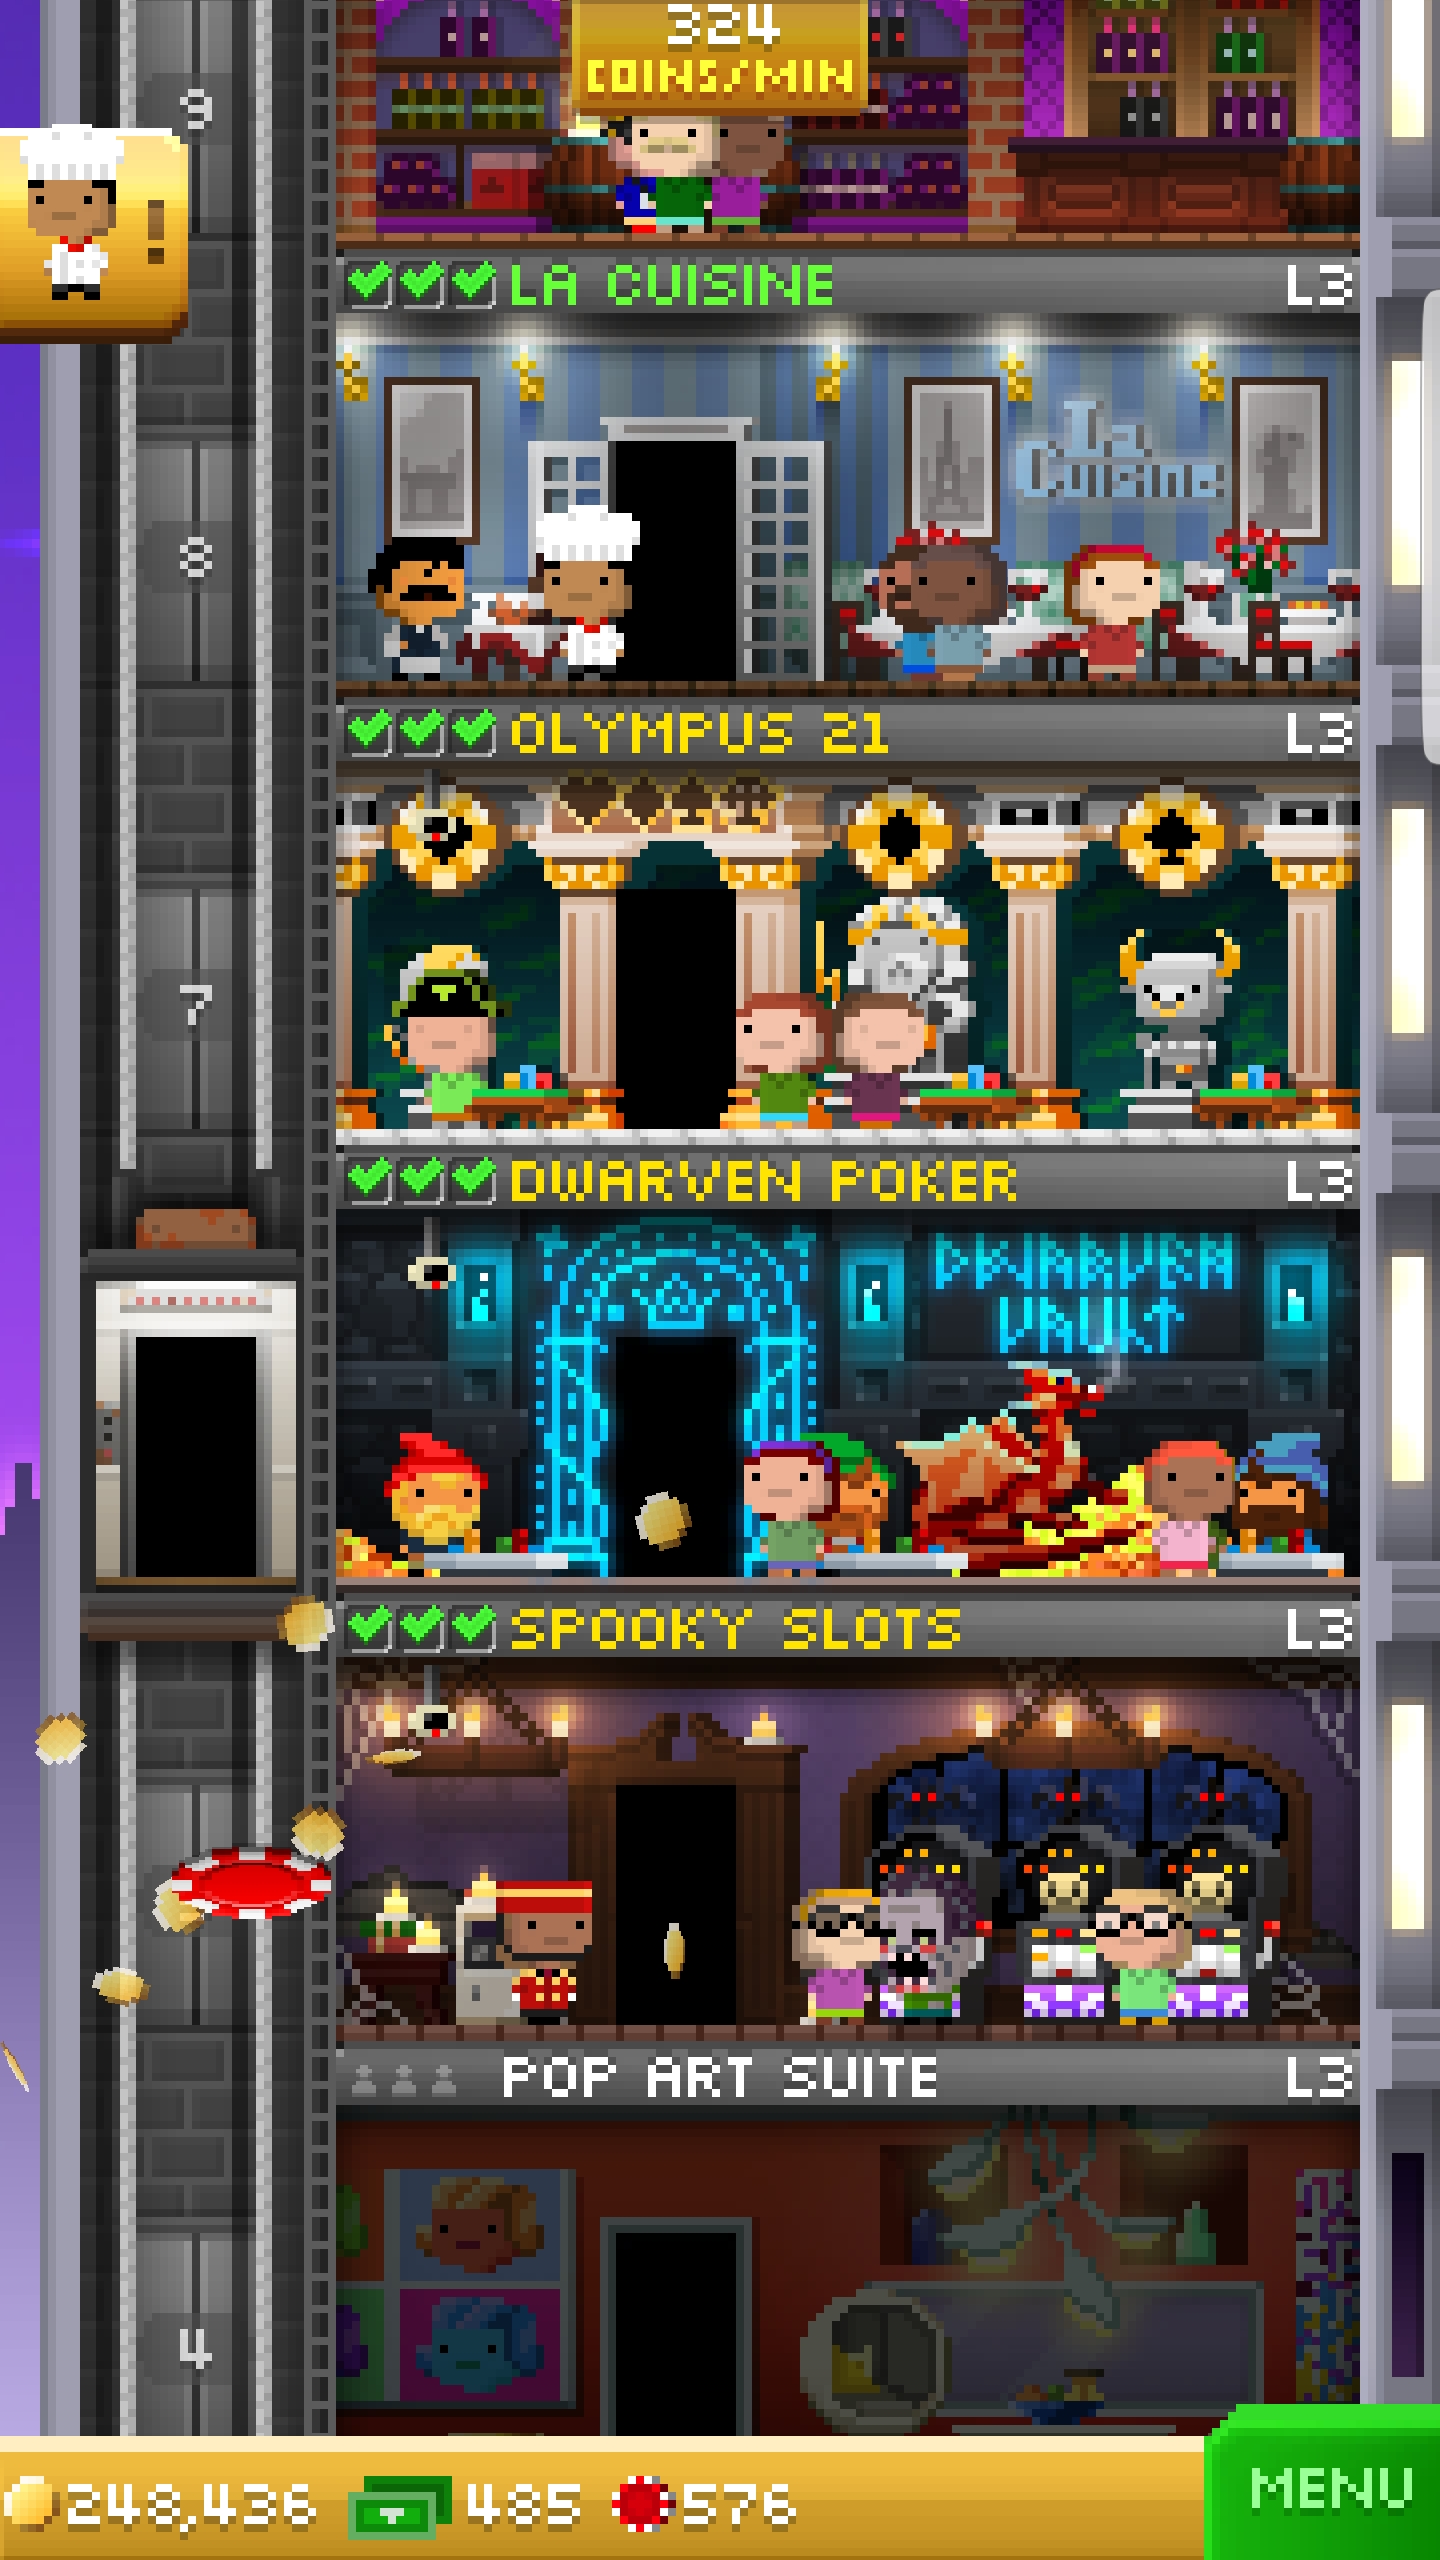 324
COINS/MIN
9
!
LA CUISINE L3
La
Cuisine
8
OLYMPUS 21 L3
7
DWARVEN POKER L3
DWARVEN
VAULT
SPOOKY SLOTS L3
POP ART SUITE L3
4
248,436 485 576
MENU